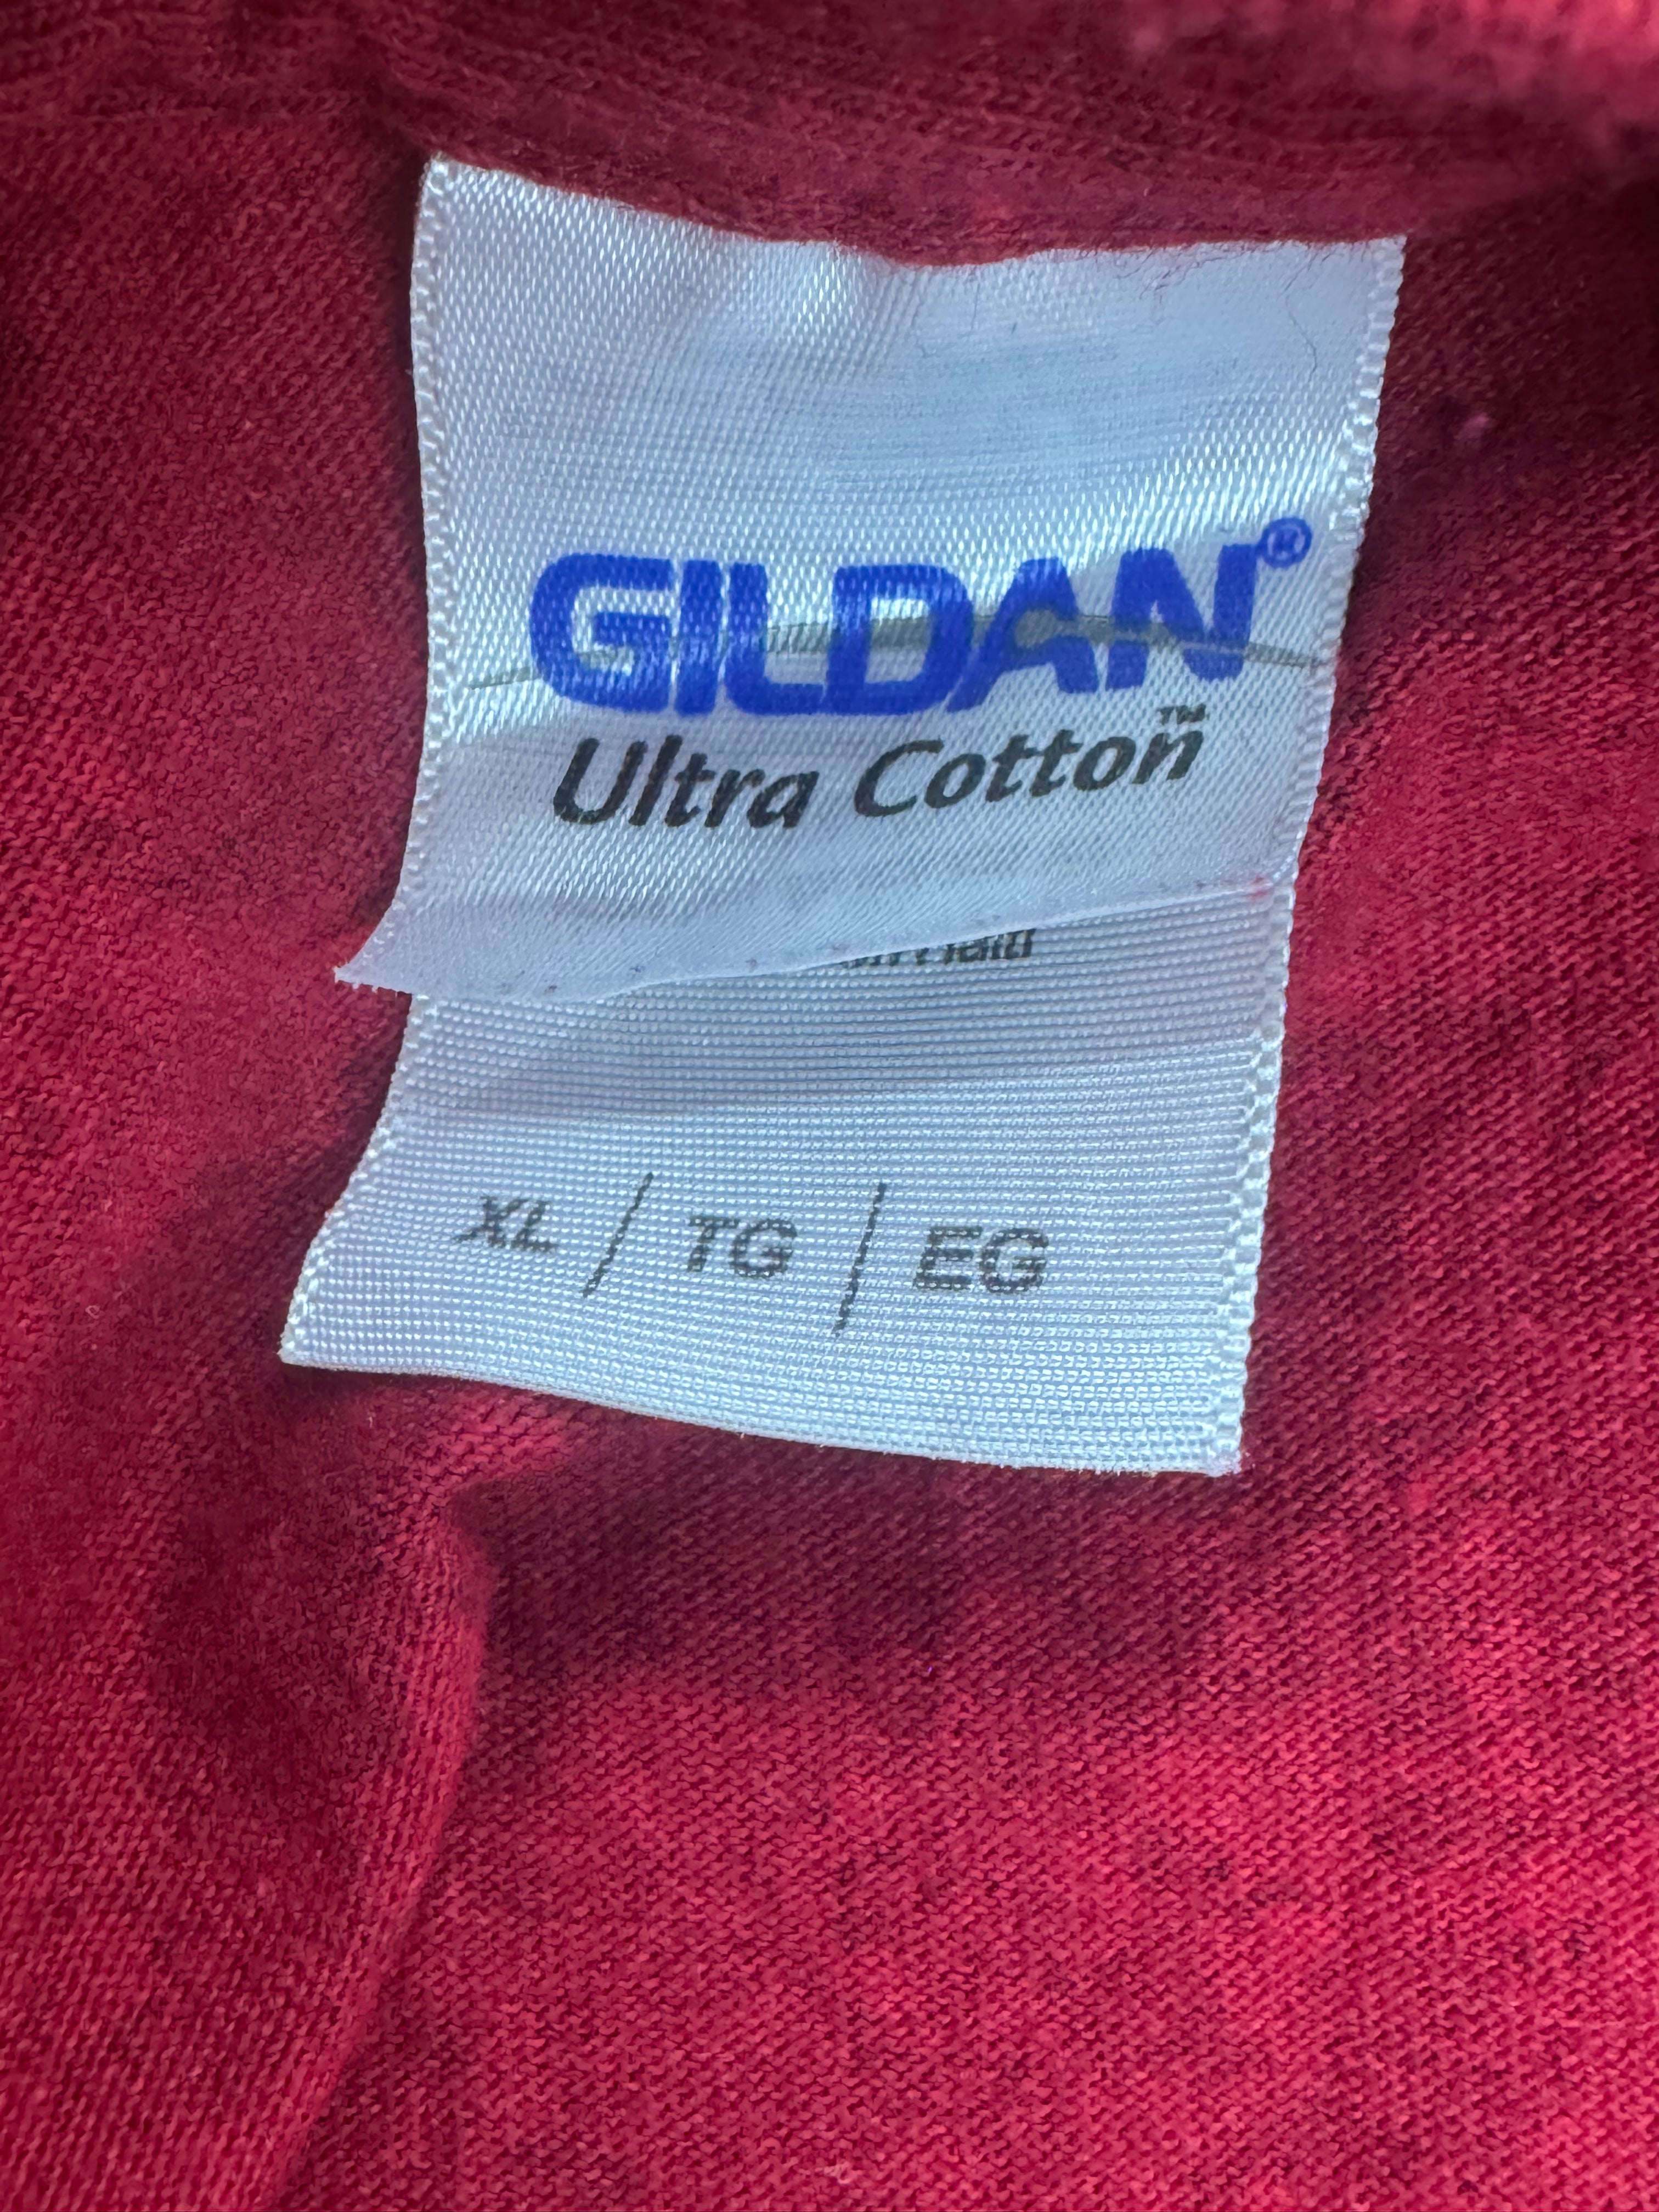 GILDAN®
Ultra Cotton™
XL / TG / EG